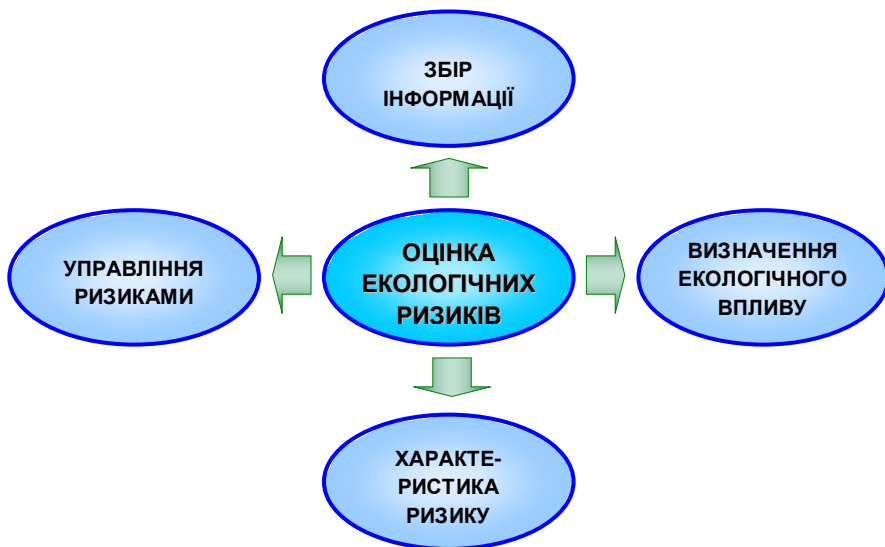 ЗБІР
ІНФОРМАЦІЇ
УПРАВЛІННЯ
РИЗИКАМИ
ОЦІНКА
ЕКОЛОГІЧНИХ
РИЗИКІВ
ВИЗНАЧЕННЯ
ЕКОЛОГІЧНОГО
ВПЛИВУ
ХАРАКТЕ-
РИСТИКА
РИЗИКУ